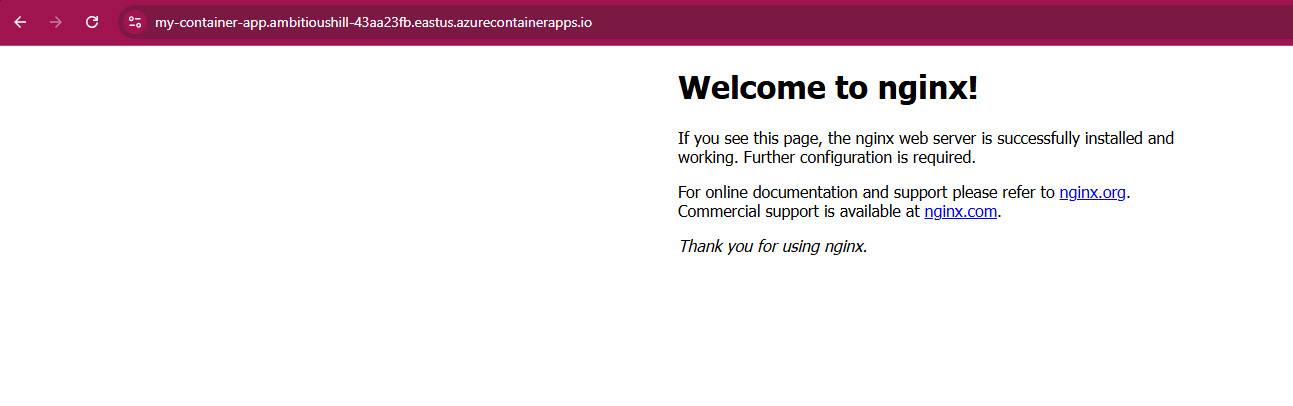 my-container-app.ambitioushill-43aa23fb.eastus.azurecontainerapps.io
Welcome to nginx!
If you see this page, the nginx web server is successfully installed and
working. Further configuration is required.
For online documentation and support please refer to nginx.org.
Commercial support is available at nginx.com.
Thank you for using nginx.